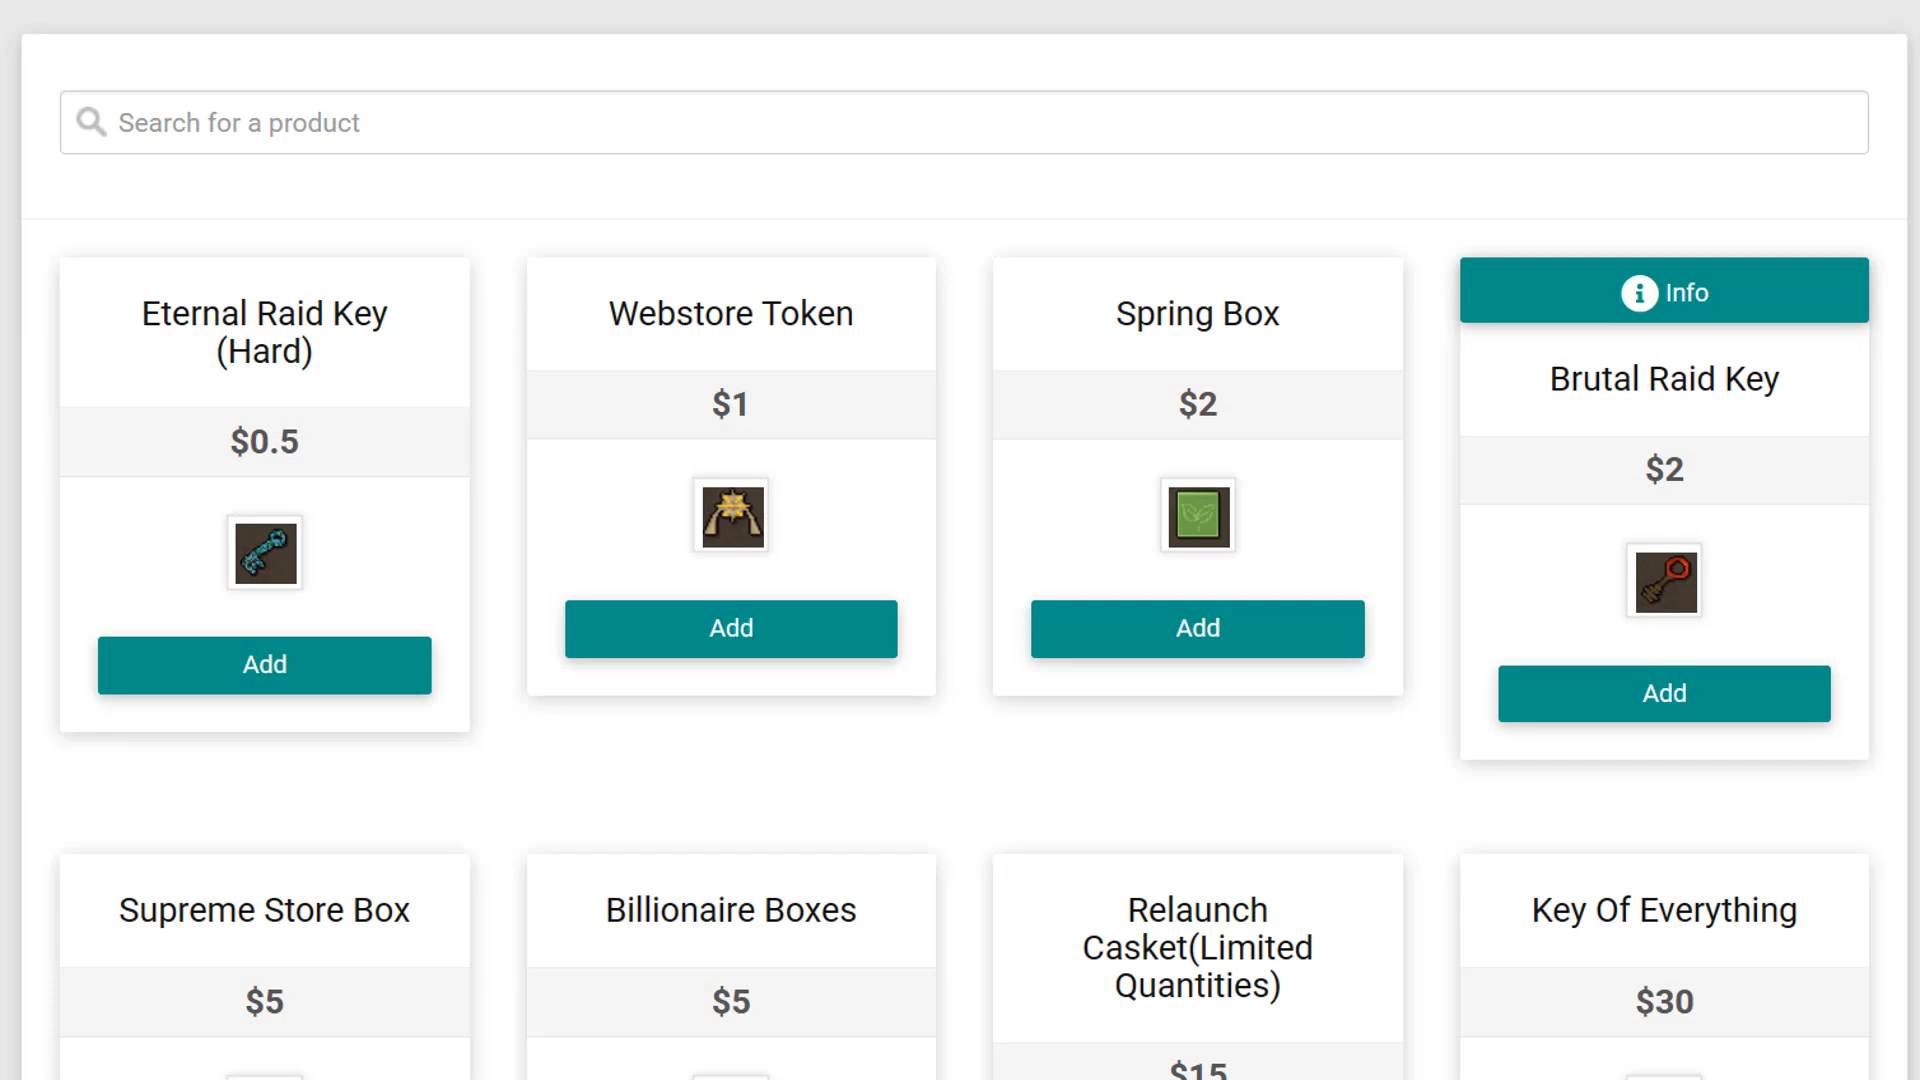 Search for a product
Eternal Raid Key
(Hard)
$0.5
Add
Webstore Token
$1
Add
Spring Box
$2
Add
Info
Brutal Raid Key
$2
Add
Supreme Store Box
$5
Billionaire Boxes
$5
Relaunch
Casket(Limited
Quantities)
$15
Key Of Everything
$30